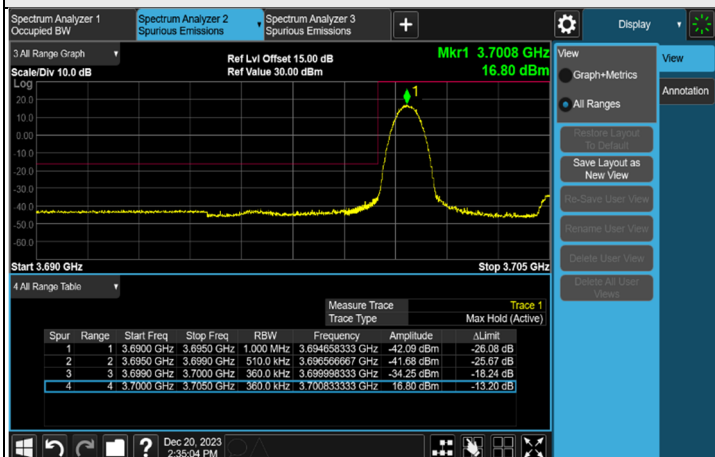 Spectrum Analyzer 1
Occupied BW
Spectrum Analyzer 2
Spurious Emissions
Spectrum Analyzer 3
Spurious Emissions
+
Display
3 All Range Graph
Ref Lvl Offset 15.00 dB
Mkr1 3.7008 GHz
Scale/Div 10.0 dB
Ref Value 30.00 dBm
16.80 dBm
Log
1
20.0
10.0
0.00
-10.0
-20.0
-30.0
-40.0
-50.0
-60.0
Start 3.690 GHz
Stop 3.705 GHz
View
Graph+Metrics
All Ranges
Restore Layout
To Default
Save Layout as
New View
Re-Save User View
Rename User View
Delete User View
Delete All User
Views
View
Annotation
4 All Range Table
Measure Trace Trace 1
Trace Type Max Hold (Active)
Spur Range Start Freq Stop Freq RBW Frequency Amplitude ΔLimit
1 1 3.6900 GHz 3.6950 GHz 1.000 MHz 3.694658333 GHz -42.09 dBm -26.08 dB
2 2 3.6950 GHz 3.6990 GHz 510.0 kHz 3.696566667 GHz -41.68 dBm -25.67 dB
3 3 3.6990 GHz 3.7000 GHz 360.0 kHz 3.699998333 GHz -34.25 dBm -18.24 dB
4 4 3.7000 GHz 3.7050 GHz 360.0 kHz 3.700833333 GHz 16.80 dBm -13.20 dB
?
Dec 20, 2023
2:35:04 PM